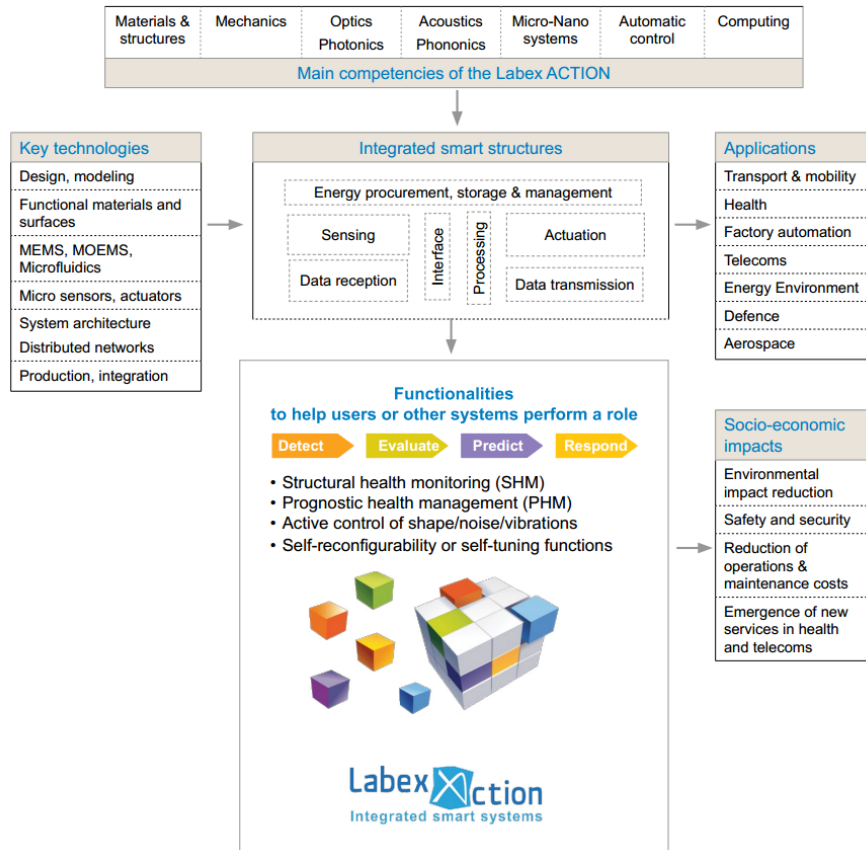 Materials &
structures
Mechanics
Optics
Photonics
Acoustics
Phononics
Micro-Nano
systems
Automatic
control
Computing
Main competencies of the Labex ACTION
Key technologies
Design, modeling
Functional materials and
surfaces
MEMS, MOEMS,
Microfluidics
Micro sensors, actuators
System architecture
Distributed networks
Production, integration
Integrated smart structures
Energy procurement, storage & management
Sensing
Data reception
Interface
Processing
Actuation
Data transmission
Applications
Transport & mobility
Health
Factory automation
Telecoms
Energy Environment
Defence
Aerospace
Functionalities
to help users or other systems perform a role
Detect
Evaluate
Predict
Respond
• Structural health monitoring (SHM)
• Prognostic health management (PHM)
• Active control of shape/noise/vibrations
• Self-reconfigurability or self-tuning functions
Socio-economic
impacts
Environmental
impact reduction
Safety and security
Reduction of
operations &
maintenance costs
Emergence of new
services in health
and telecoms
Labex Action
Integrated smart systems